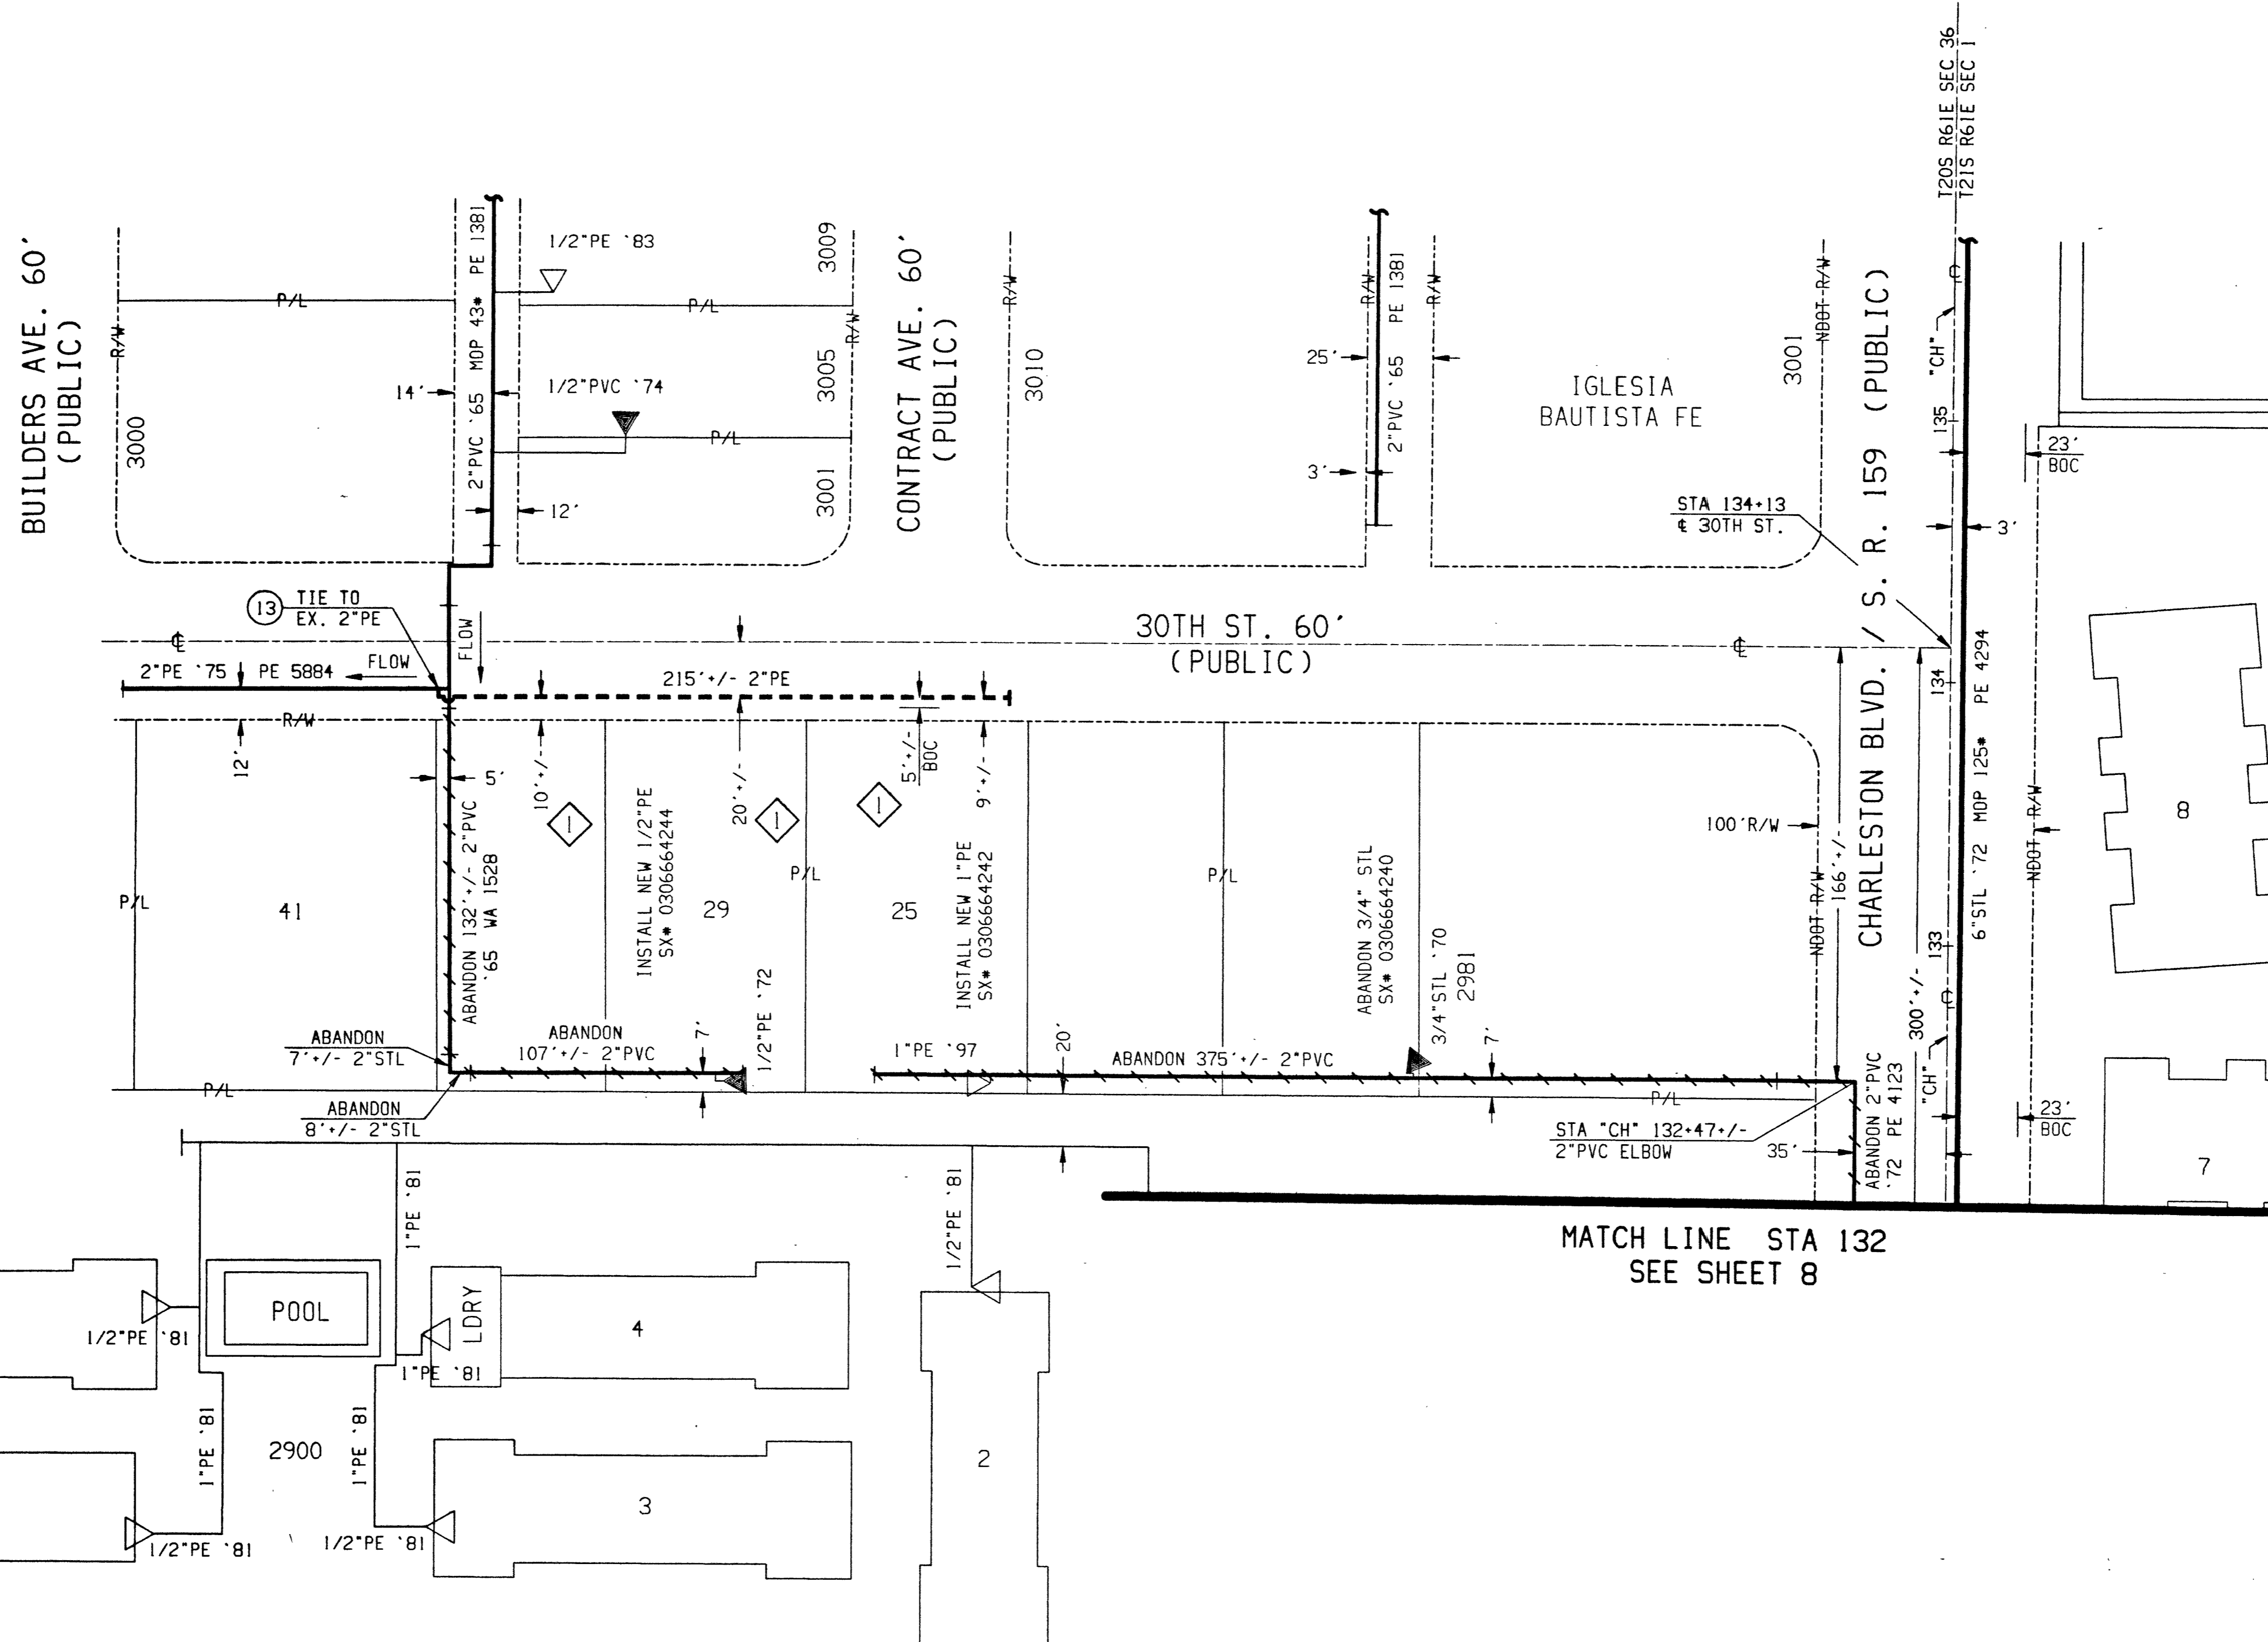 T20S R61E SEC 36
T21S R61E SEC 1
BUILDERS AVE. 60'
(PUBLIC)
R/W
3000
P/L
14'
2"PVC '65 MOP 43# PE 1381
1/2"PE '83
P/L
1/2"PVC '74
P/L
12'
3009
3005
3001
R/W
CONTRACT AVE. 60'
(PUBLIC)
R/W
3010
25'
3'
R/W
2"PVC '65 PE 1381
R/W
IGLESIA
BAUTISTA FE
3001
NDOT R/W
STA 134+13
℄ 30TH ST.
CHARLESTON BLVD. / S. R. 159 (PUBLIC)
"CH"
135
23'
BOC
3'
13
TIE TO
EX. 2"PE
FLOW
℄
30TH ST. 60'
(PUBLIC)
℄
2"PE '75 PE 5884
FLOW
215'+/- 2"PE
R/W
12'
5'
10'+/-
1
20'+/-
1
1
5'+/-
BOC
9'+/-
134
6"STL '72 MOP 125# PE 4294
8
P/L
41
ABANDON 132'+/- 2"PVC
'65 WA 1528
INSTALL NEW 1/2"PE
SX# 0306664244
29
P/L
25
INSTALL NEW 1"PE
SX# 0306664242
P/L
ABANDON 3/4" STL
SX# 0306664240
3/4"STL '70
2981
100'R/W
NDOT R/W
166'+/-
300'+/-
133
NDOT R/W
ABANDON
7'+/- 2"STL
ABANDON
107'+/- 2"PVC
7'
1/2"PE '72
1"PE '97
20'
ABANDON 375'+/- 2"PVC
7'
P/L
P/L
ABANDON
8'+/- 2"STL
STA "CH" 132+47+/-
2"PVC ELBOW
35'
ABANDON 2"PVC
'72 PE 4123
"CH"
23'
BOC
7
MATCH LINE STA 132
SEE SHEET 8
1"PE '81
1/2"PE '81
POOL
LDRY
4
1/2"PE '81
1"PE '81
1"PE '81
2900
1"PE '81
3
2
1/2"PE '81
1/2"PE '81